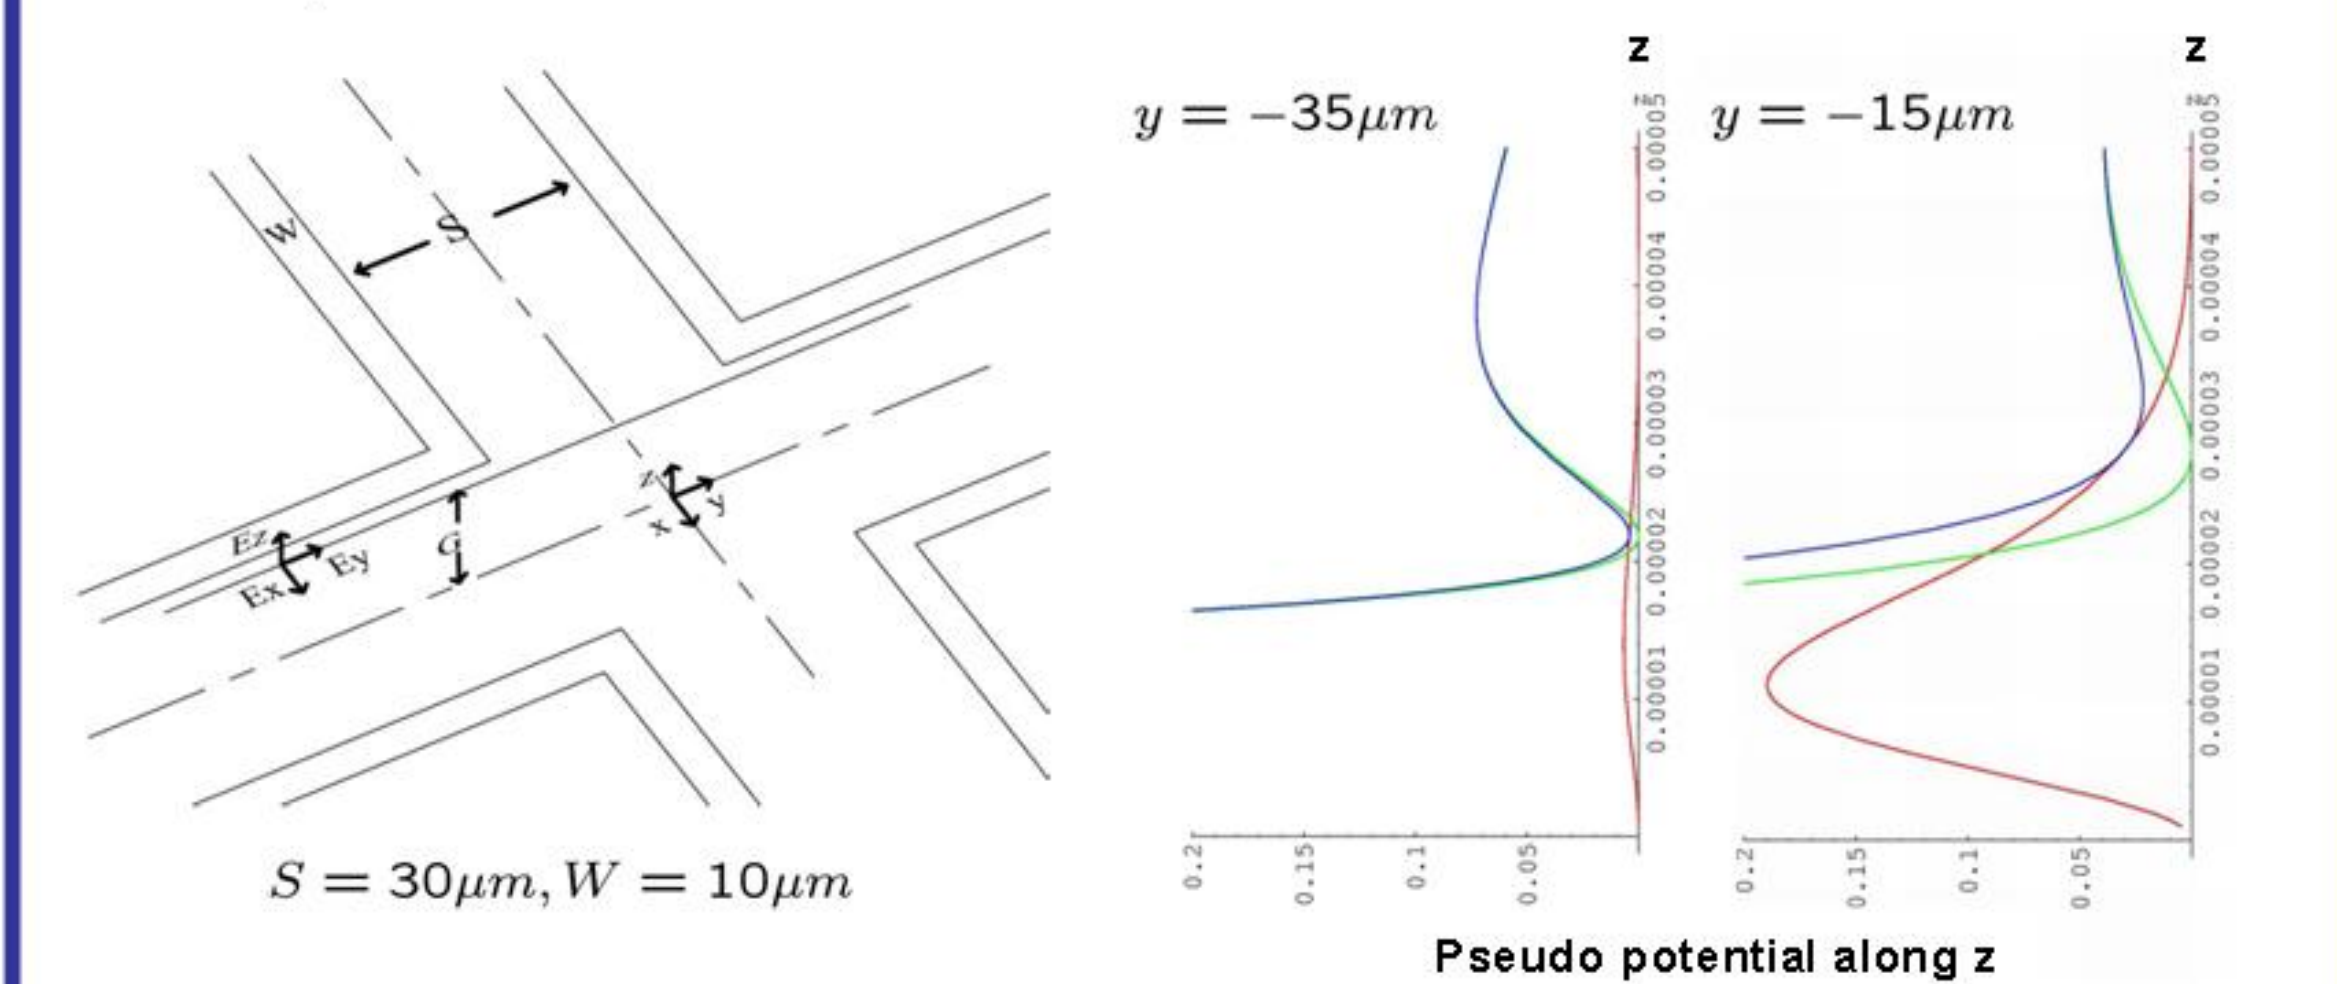 W
S
G
z
y
x
Ez
Ey
Ex
S = 30μm, W = 10μm
z
y = −35μm
z
0.00005
0.00004
0.00003
0.00002
0.00001
0.2
0.15
0.1
0.05
z
y = −15μm
z
0.00005
0.00004
0.00003
0.00002
0.00001
0.2
0.15
0.1
0.05
Pseudo potential along z